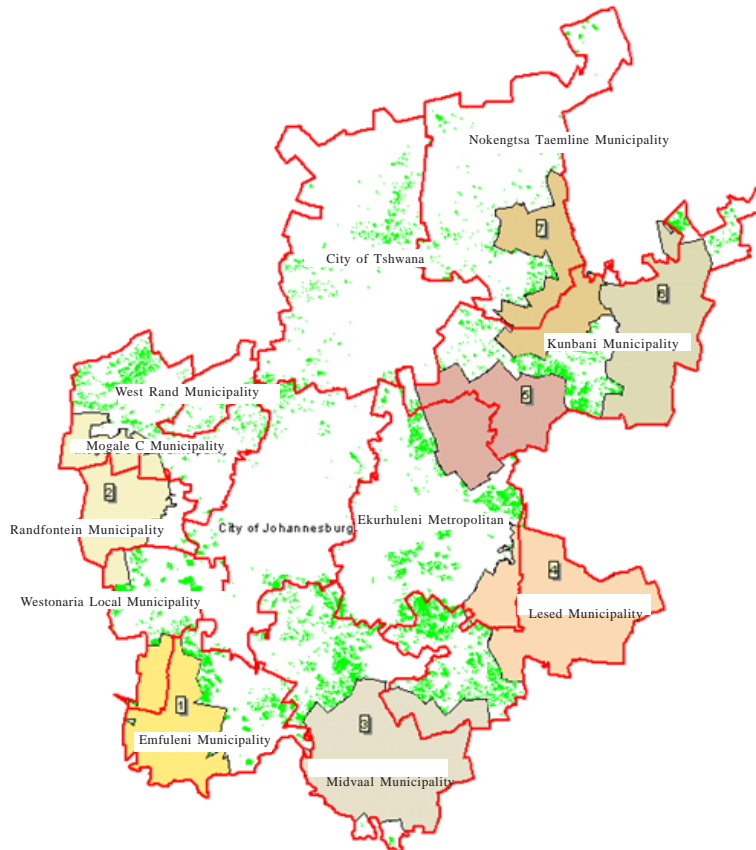 Nokengtsa Taemline Municipality
7
City of Tshwana
6
Kunbani Municipality
West Rand Municipality
5
Mogale C Municipality
2
Randfontein Municipality
City of Johannesburg
Ekurhuleni Metropolitan
4
Westonaria Local Municipality
Lesed Municipality
1
3
Emfuleni Municipality
Midvaal Municipality